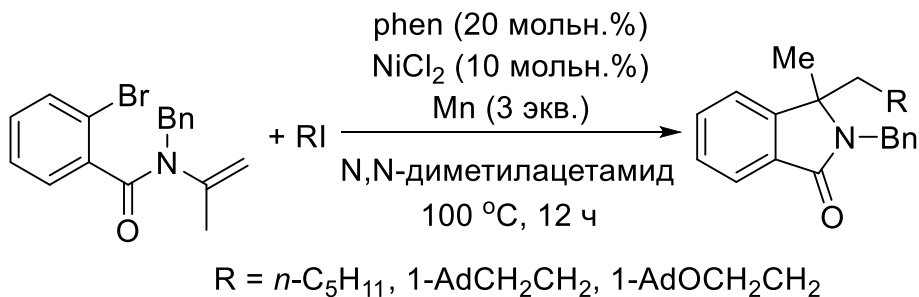 phen (20 мольн.%)
NiCl2 (10 мольн.%)
Mn (3 экв.)
Br
Bn
N
O
+ RI
N,N-диметилацетамид
100 °C, 12 ч
Me
R
N
Bn
O
R = n-C5H11, 1-AdCH2CH2, 1-AdOCH2CH2